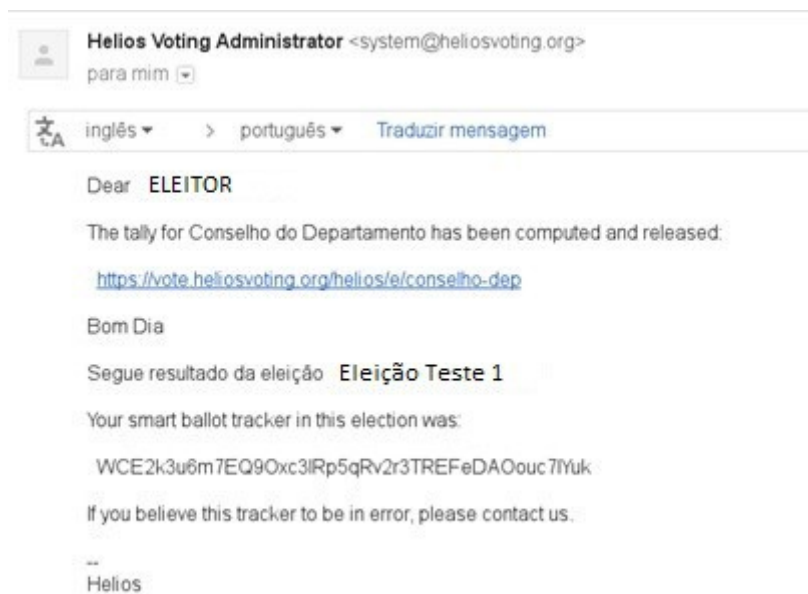 Helios Voting Administrator <system@heliosvoting.org>
para mim
inglês > português Traduzir mensagem
Dear ELEITOR
The tally for Conselho do Departamento has been computed and released:
https://vote.heliosvoting.org/helios/e/conselho-dep
Bom Dia
Segue resultado da eleição Eleição Teste 1
Your smart ballot tracker in this election was:
WCE2k3u6m7EQ9Oxc3lRp5qRv2r3TREFeDAOouc7lYuk
If you believe this tracker to be in error, please contact us.
--
Helios